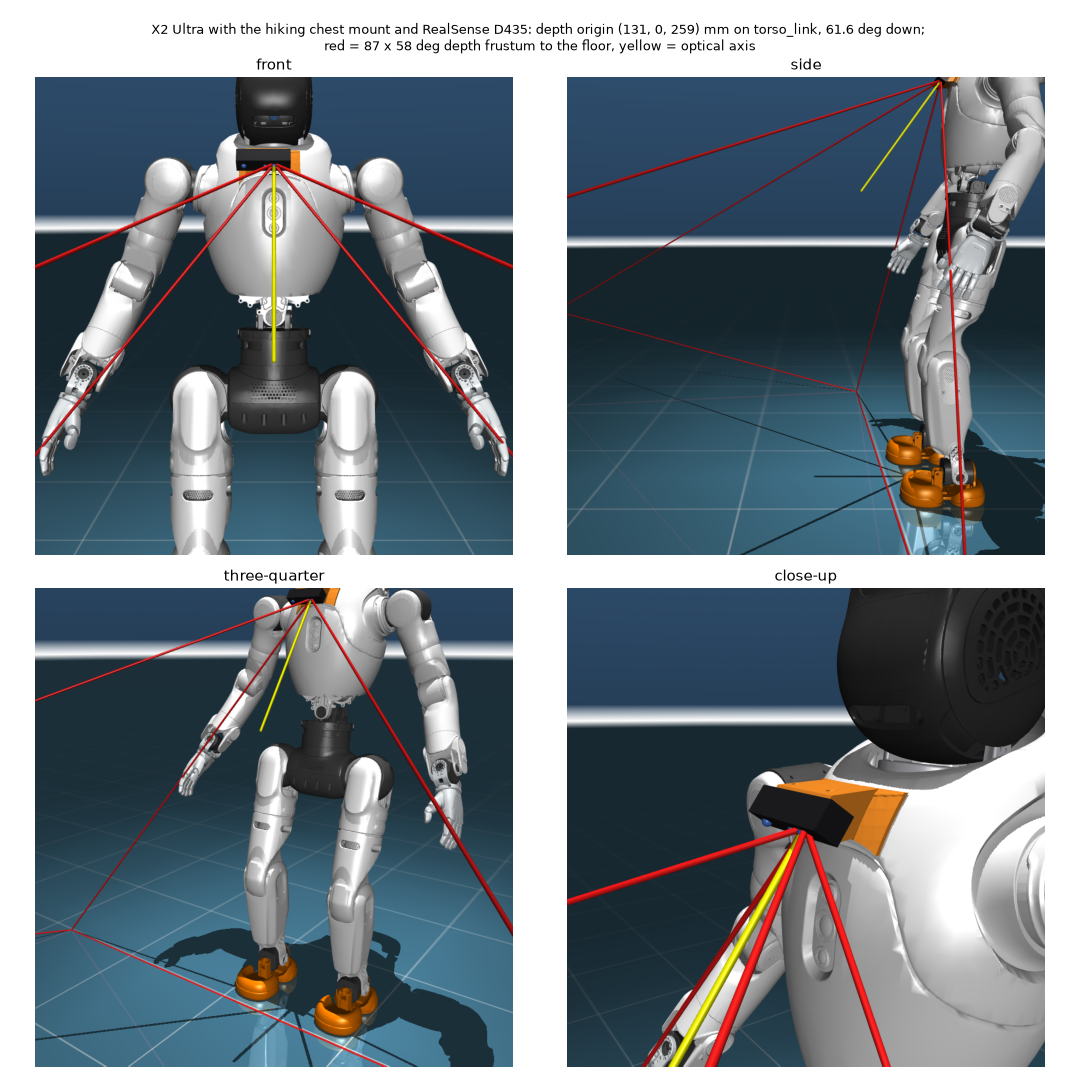 X2 Ultra with the hiking chest mount and RealSense D435: depth origin (131, 0, 259) mm on torso_link, 61.6 deg down;
red = 87 x 58 deg depth frustum to the floor, yellow = optical axis
front
side
three-quarter
close-up